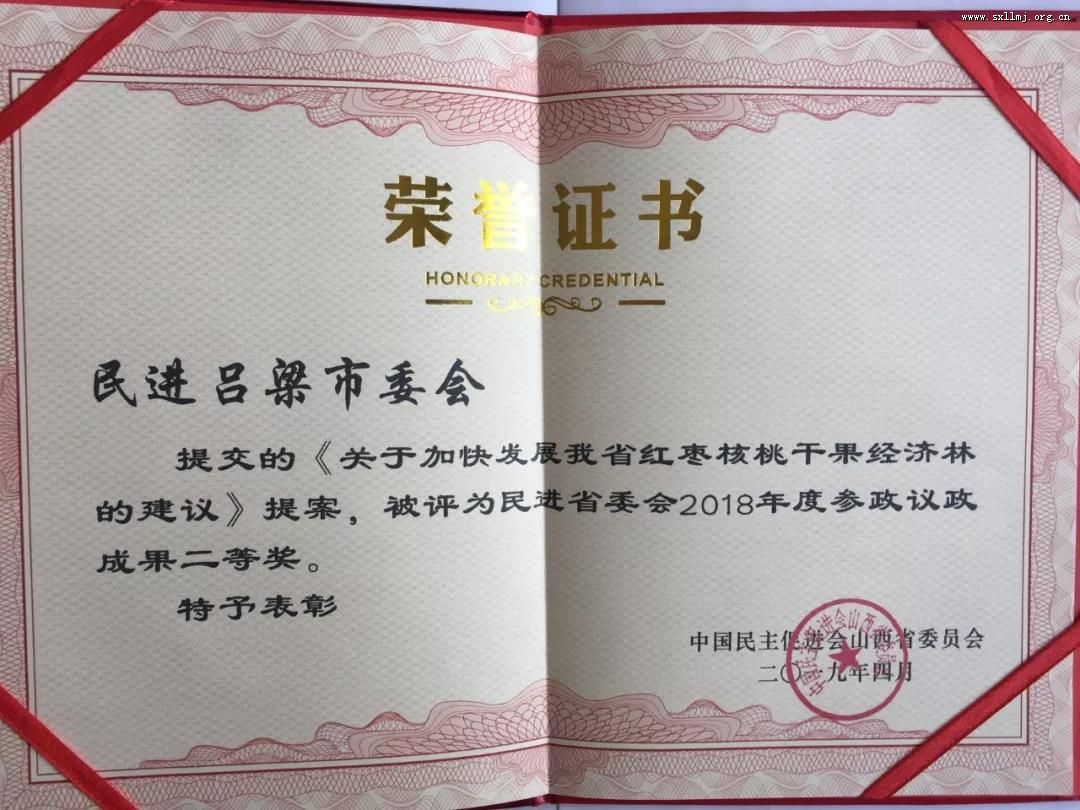 www.sxllmj.org.cn
荣誉证书
HONORARY CREDENTIAL
民进吕梁市委会
提交的《关于加快发展我省红枣核桃干果经济林
的建议》提案，被评为民进省委会2018年度参政议政
成果二等奖。
特予表彰
中国民主促进会山西省委员会
二〇一九年四月